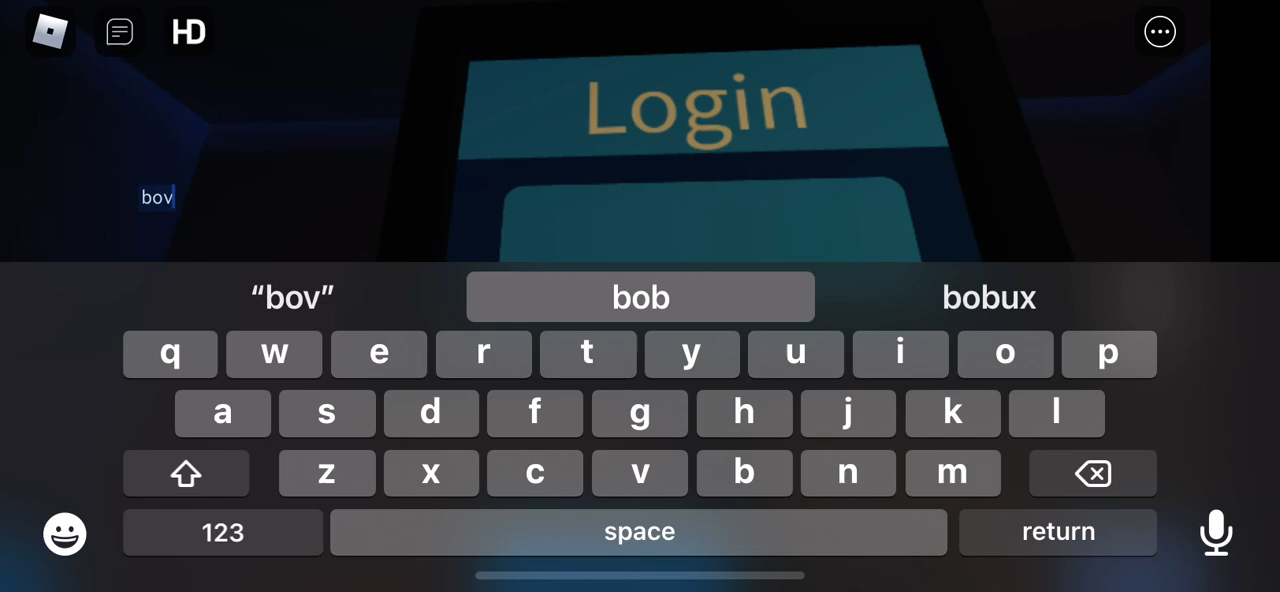 HD
Login
bov
“bov” bob bobux
q w e r t y u i o p
a s d f g h j k l
z x c v b n m
123 space return